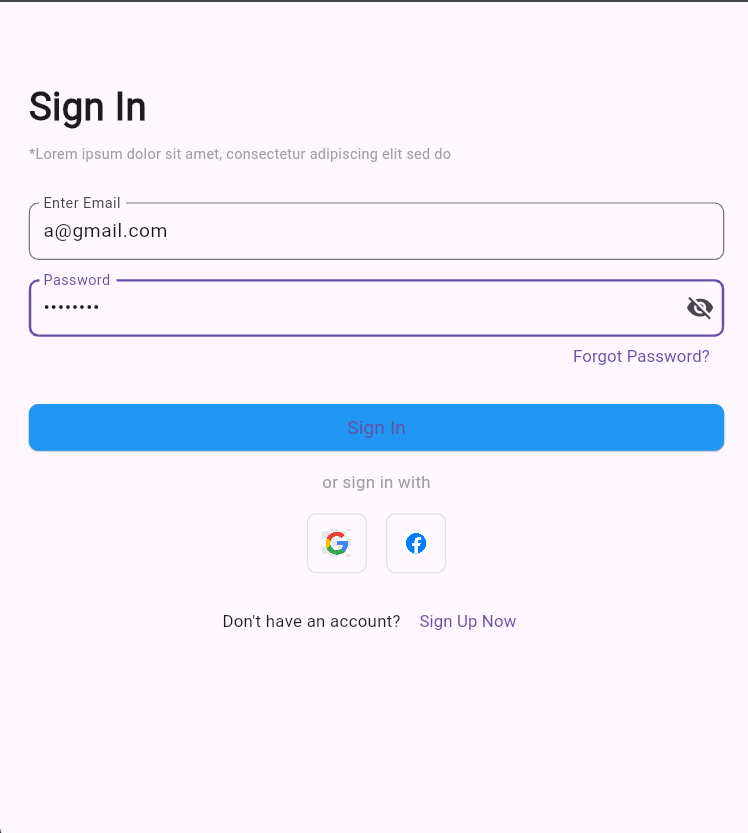 Sign In
*Lorem ipsum dolor sit amet, consectetur adipiscing elit sed do
Enter Email
a@gmail.com
Password
••••••••
Forgot Password?
Sign In
or sign in with
Don't have an account? Sign Up Now